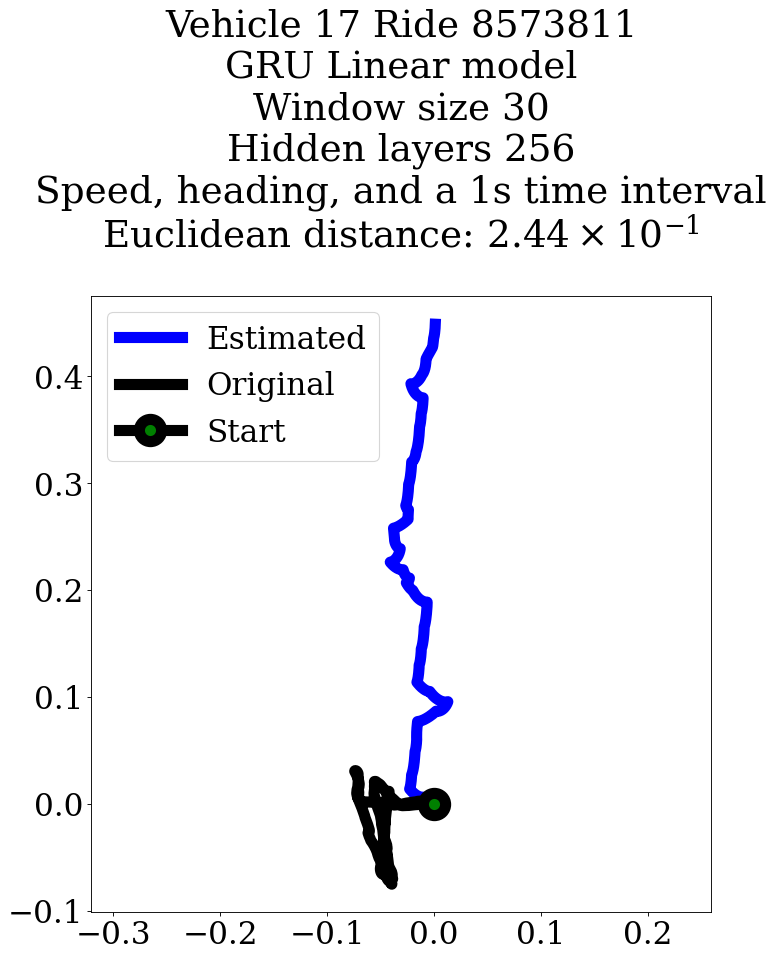 Vehicle 17 Ride 8573811
GRU Linear model
Window size 30
Hidden layers 256
Speed, heading, and a 1s time interval
Euclidean distance: 2.44 × 10⁻¹
Estimated
Original
Start
0.4
0.3
0.2
0.1
0.0
−0.1
−0.3 −0.2 −0.1 0.0 0.1 0.2